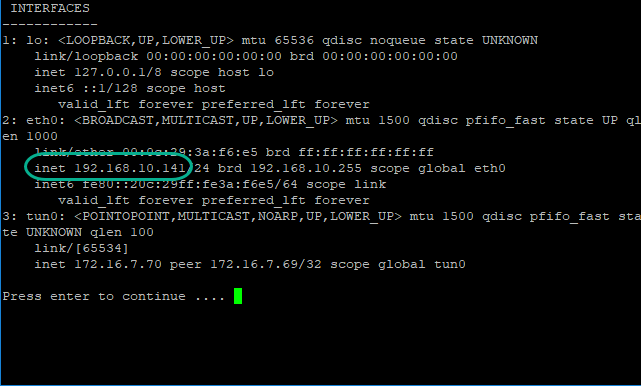 INTERFACES
------------
1: lo: <LOOPBACK,UP,LOWER_UP> mtu 65536 qdisc noqueue state UNKNOWN
link/loopback 00:00:00:00:00:00 brd 00:00:00:00:00:00
inet 127.0.0.1/8 scope host lo
inet6 ::1/128 scope host
valid_lft forever preferred_lft forever
2: eth0: <BROADCAST,MULTICAST,UP,LOWER_UP> mtu 1500 qdisc pfifo_fast state UP ql
en 1000
link/ether 00:0c:29:3a:f6:e5 brd ff:ff:ff:ff:ff:ff
inet 192.168.10.141/24 brd 192.168.10.255 scope global eth0
inet6 fe80::20c:29ff:fe3a:f6e5/64 scope link
valid_lft forever preferred_lft forever
3: tun0: <POINTOPOINT,MULTICAST,NOARP,UP,LOWER_UP> mtu 1500 qdisc pfifo_fast sta
te UNKNOWN qlen 100
link/[65534]
inet 172.16.7.70 peer 172.16.7.69/32 scope global tun0
Press enter to continue ....